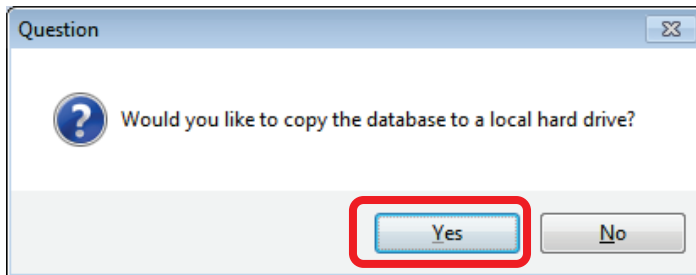 Question
Would you like to copy the database to a local hard drive?
Yes
No